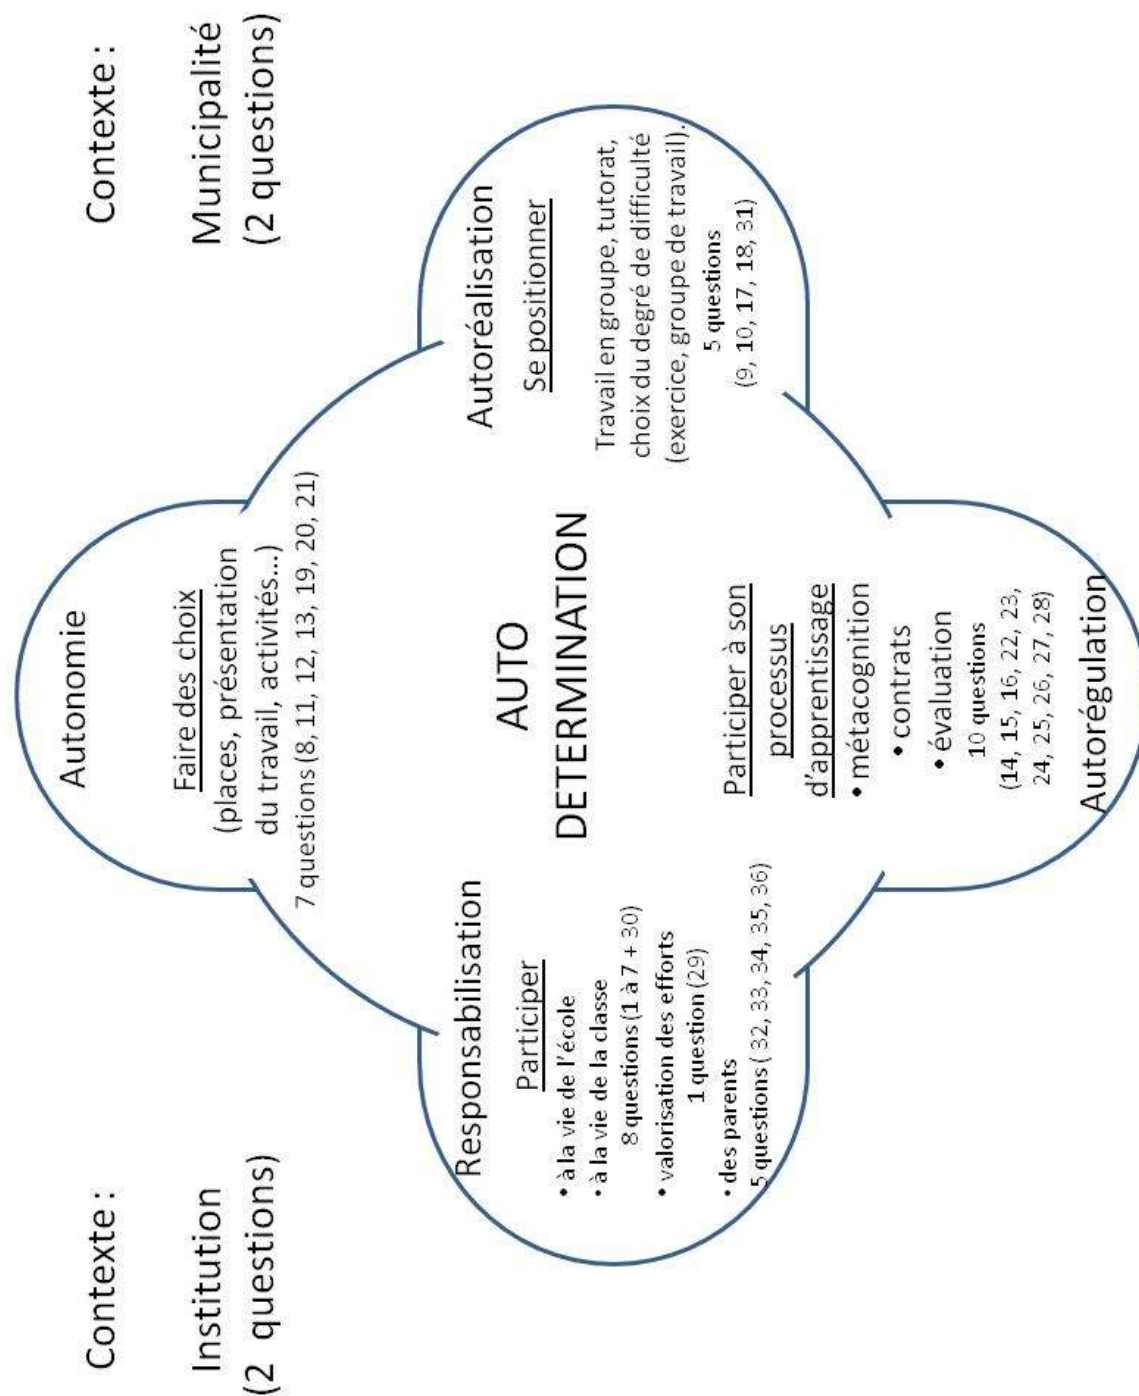 Contexte :
Institution
(2 questions)
Contexte :
Municipalité
(2 questions)
Autonomie
Faire des choix
(places, présentation
du travail, activités...)
7 questions (8, 11, 12, 13, 19, 20, 21)
Responsabilisation
Participer
• à la vie de l'école
• à la vie de la classe
8 questions (1 à 7 + 30)
• valorisation des efforts
1 question (29)
• des parents
5 questions (32, 33, 34, 35, 36)
AUTO
DETERMINATION
Autoréalisation
Se positionner
Travail en groupe, tutorat,
choix du degré de difficulté
(exercice, groupe de travail).
5 questions
(9, 10, 17, 18, 31)
Participer à son
processus
d'apprentissage
• métacognition
• contrats
• évaluation
10 questions
(14, 15, 16, 22, 23,
24, 25, 26, 27, 28)
Autorégulation